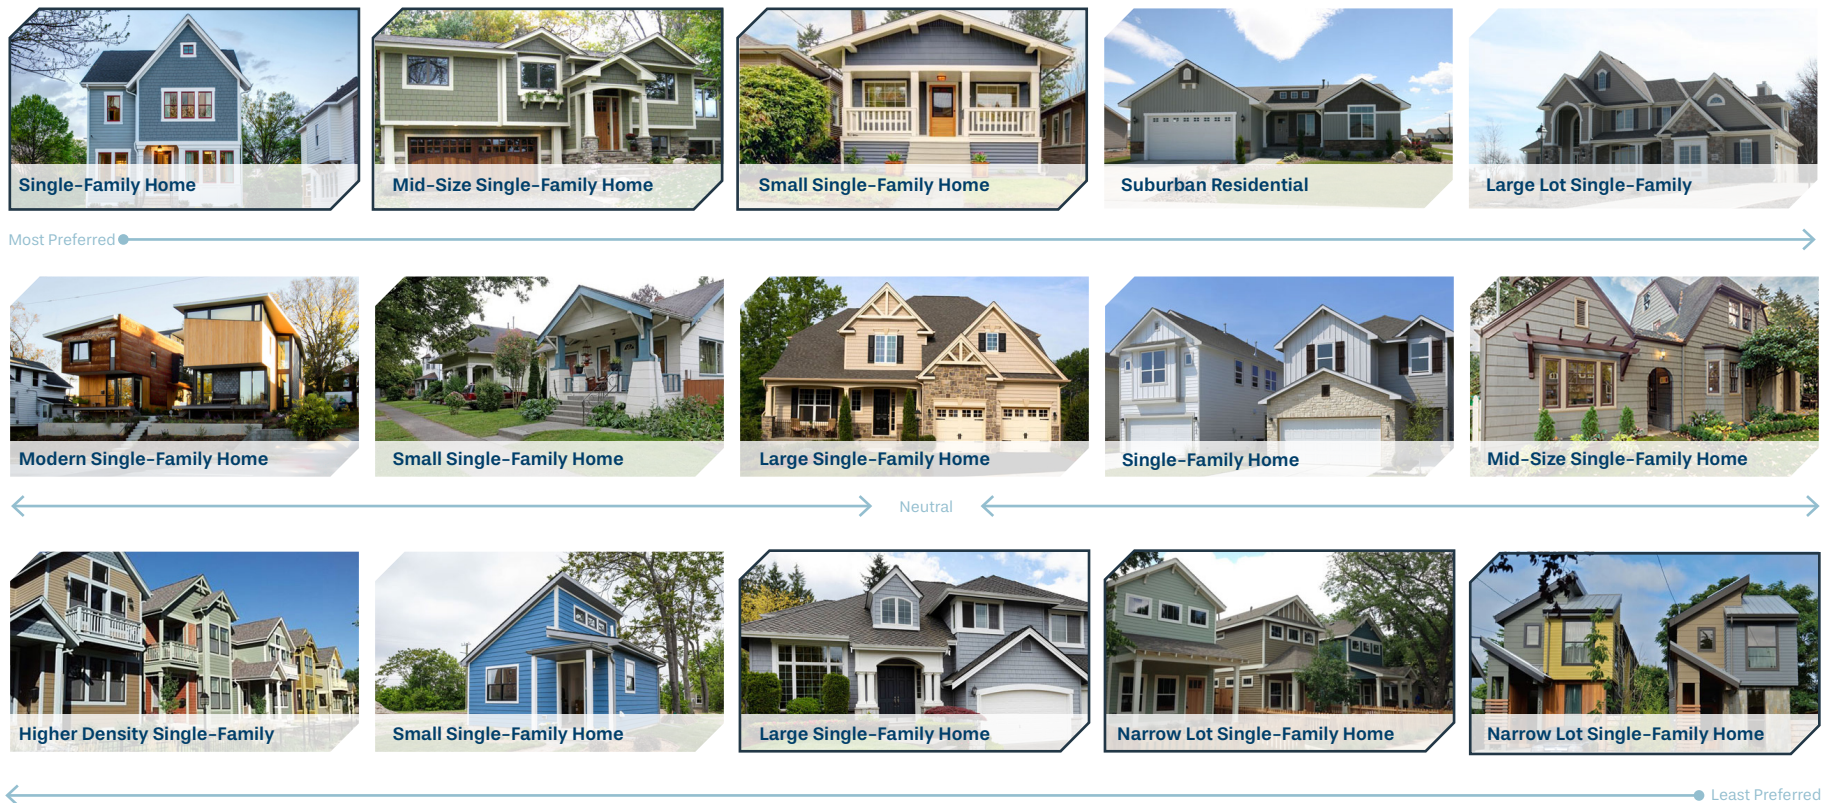 Single-Family Home
Mid-Size Single-Family Home
Small Single-Family Home
Suburban Residential
Large Lot Single-Family
Most Preferred
Modern Single-Family Home
Small Single-Family Home
Large Single-Family Home
Single-Family Home
Mid-Size Single-Family Home
Neutral
Higher Density Single-Family
Small Single-Family Home
Large Single-Family Home
Narrow Lot Single-Family Home
Narrow Lot Single-Family Home
Least Preferred